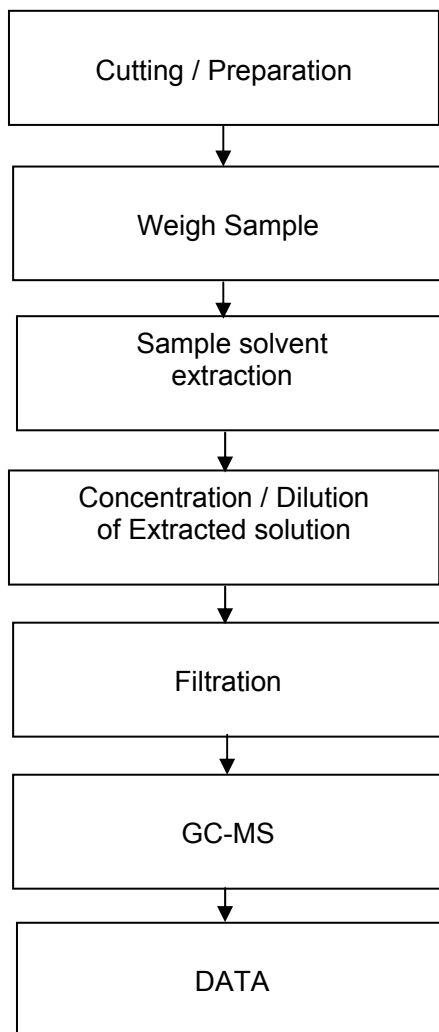 Cutting / Preparation
Weigh Sample
Sample solvent
extraction
Concentration / Dilution
of Extracted solution
Filtration
GC-MS
DATA